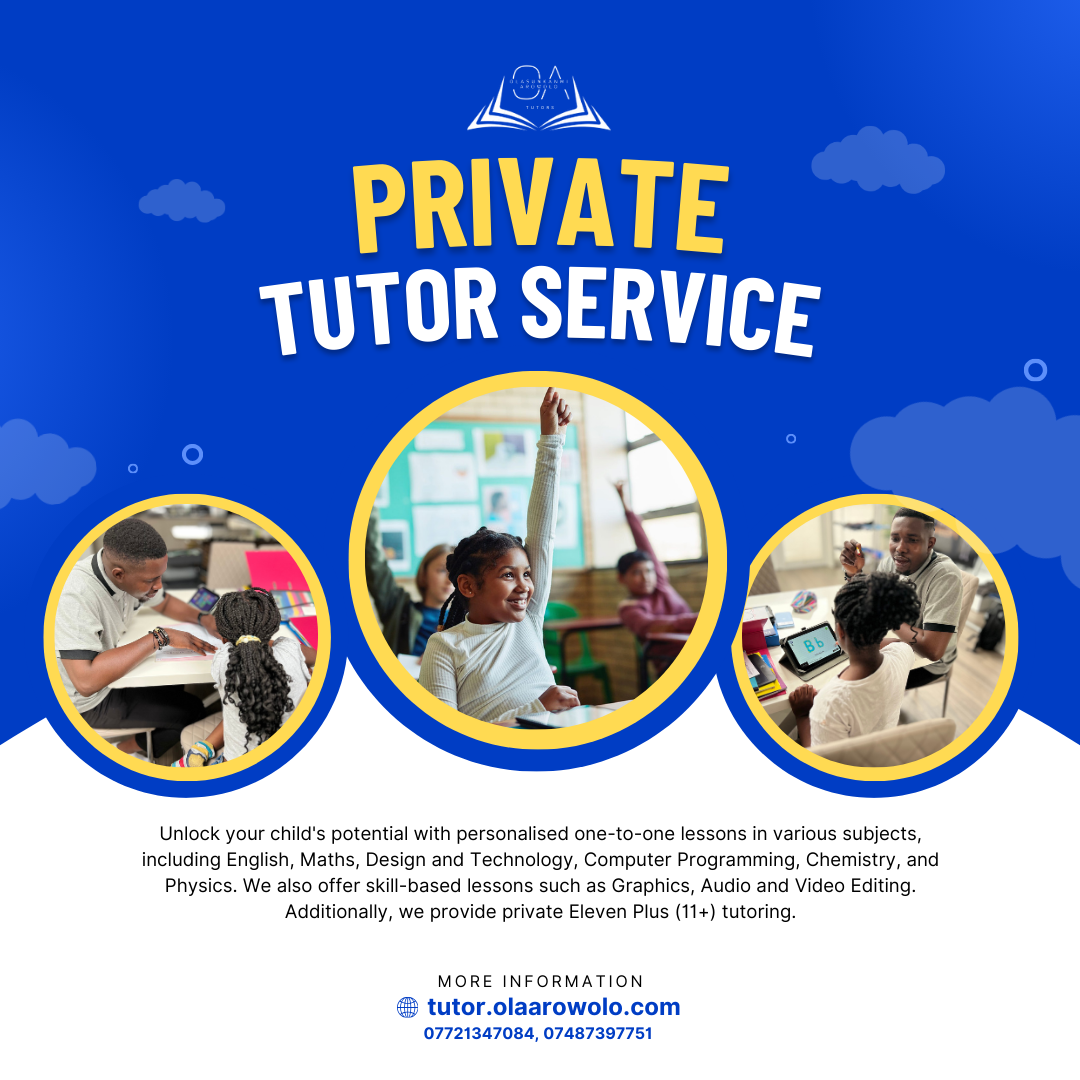 OA
OLASUNKANMI
AROWOLO
TUTORS
PRIVATE
TUTOR SERVICE
Bb
Unlock your child's potential with personalised one-to-one lessons in various subjects,
including English, Maths, Design and Technology, Computer Programming, Chemistry, and
Physics. We also offer skill-based lessons such as Graphics, Audio and Video Editing.
Additionally, we provide private Eleven Plus (11+) tutoring.
MORE INFORMATION
tutor.olaarowolo.com
07721347084, 07487397751